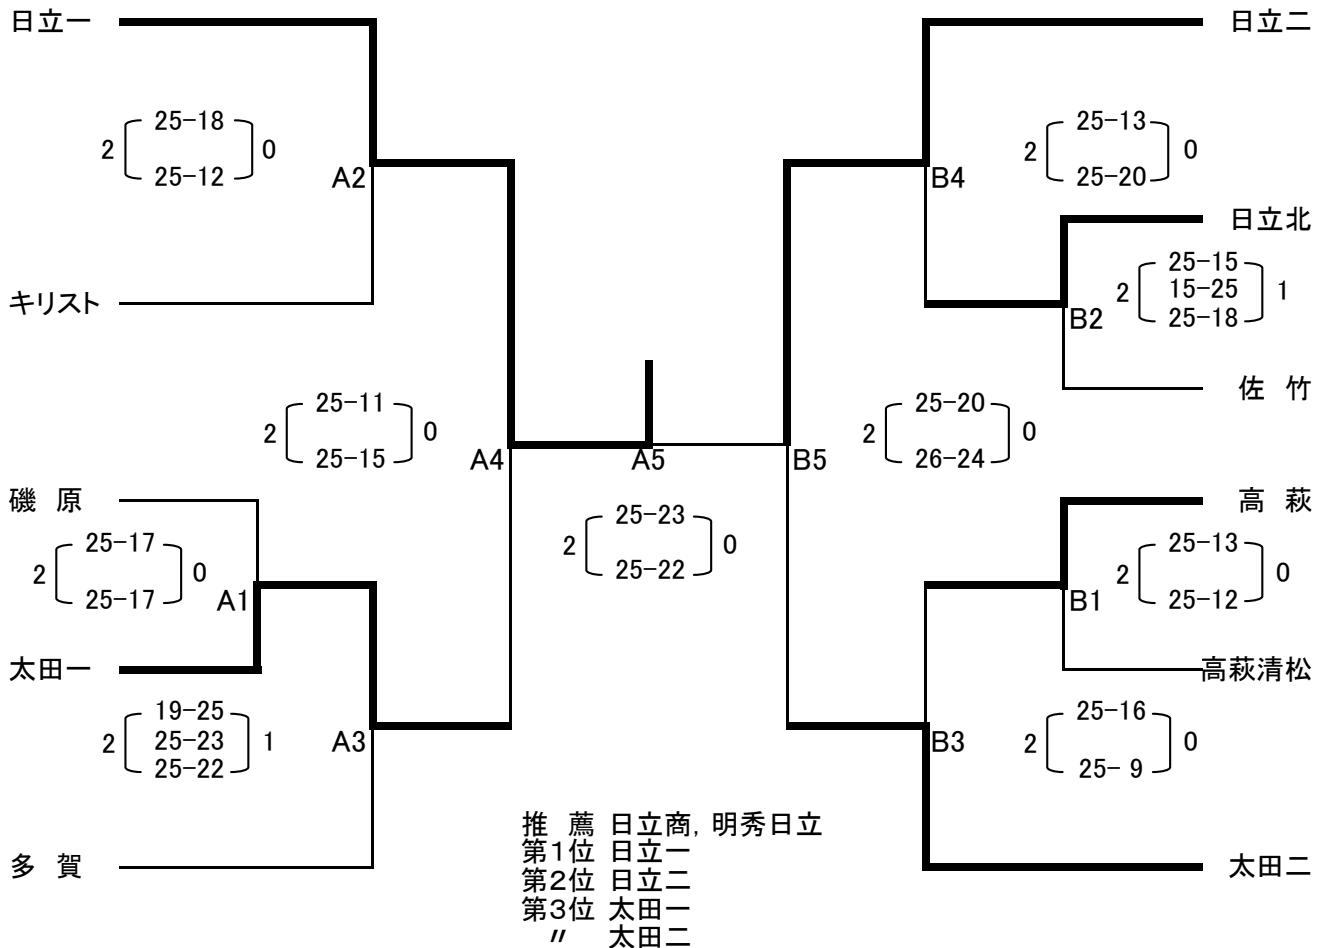 日立一
日立二
2 25-18 0
25-12
A2
2 25-13 0
25-20
B4
日立北
キリスト
2 25-15 1
15-25
25-18
B2
佐 竹
2 25-11 0
25-15
A4
A5
2 25-20 0
26-24
B5
磯 原
高 萩
2 25-17 0
25-17
A1
2 25-23 0
25-22
2 25-13 0
25-12
B1
太田一
高萩清松
2 19-25 1
25-23
25-22
A3
2 25-16 0
25- 9
B3
多 賀
太田二
推 薦 日立商, 明秀日立
第1位 日立一
第2位 日立二
第3位 太田一
〃 太田二